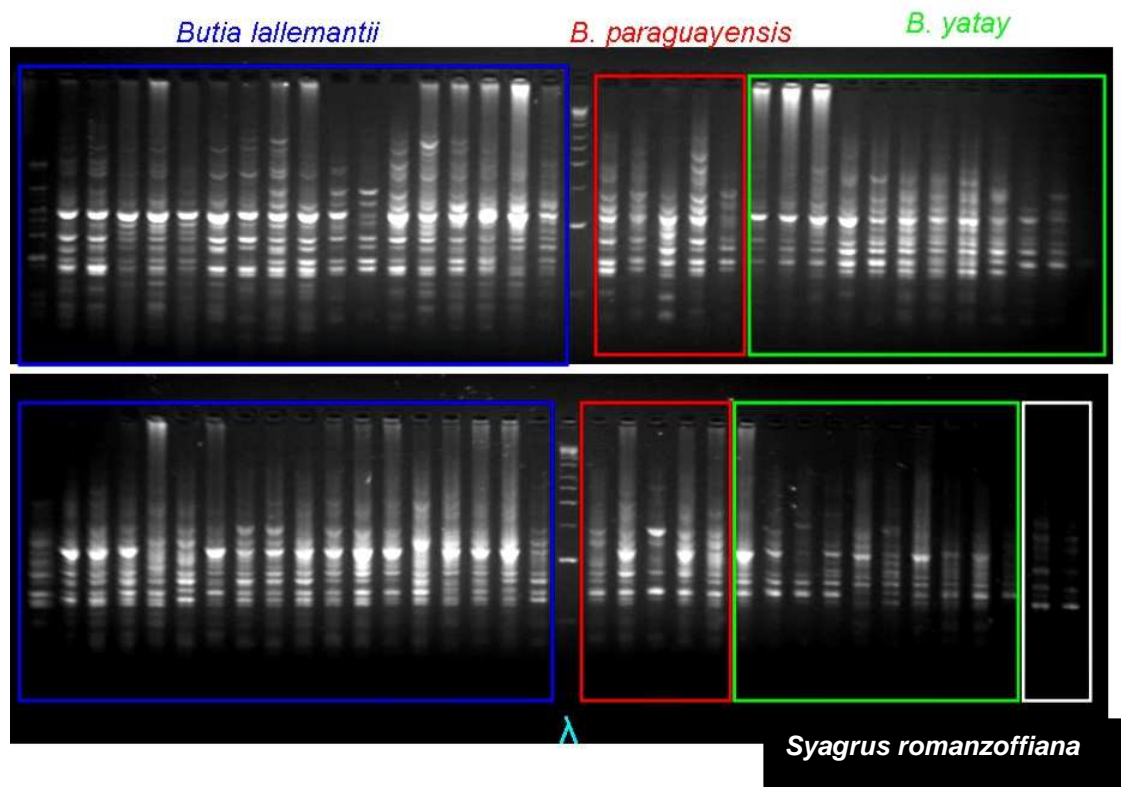 Butia lallemantii
B. paraguayensis
B. yatay
λ
Syagrus romanzoffiana